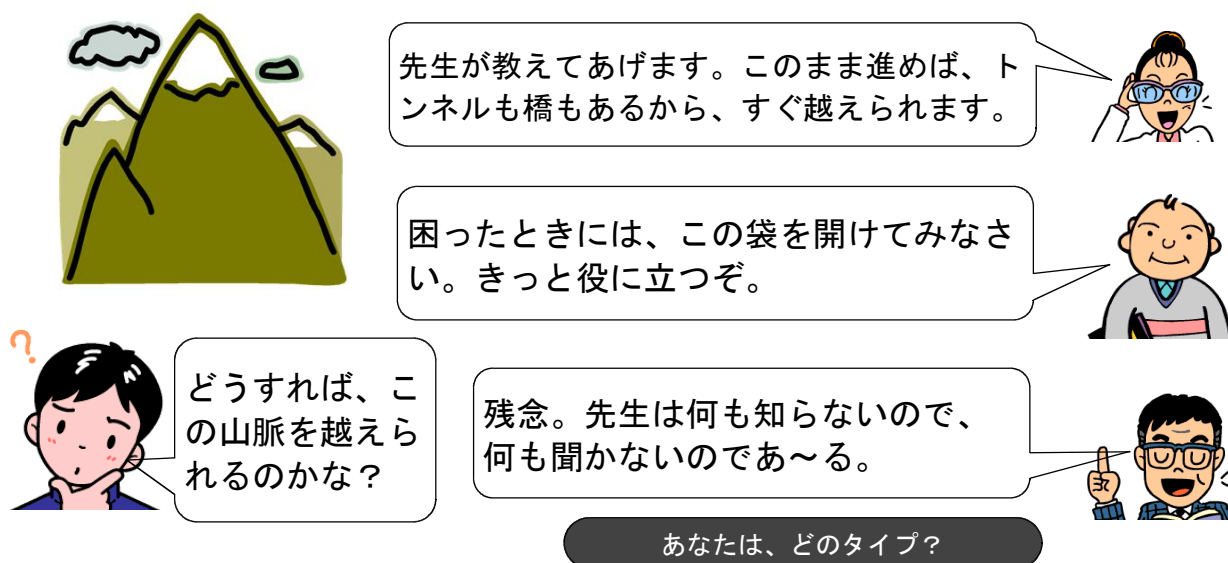 先生が教えてあげます。このまま進めば、ト
ンネルも橋もあるから、すぐ越えられます。
困ったときには、この袋を開けてみなさ
い。きっと役に立つぞ。
?
どうすれば、こ
の山脈を越えら
れるのかな？
残念。先生は何も知らないので、
何も聞かないのであ～る。
あなたは、どのタイプ？